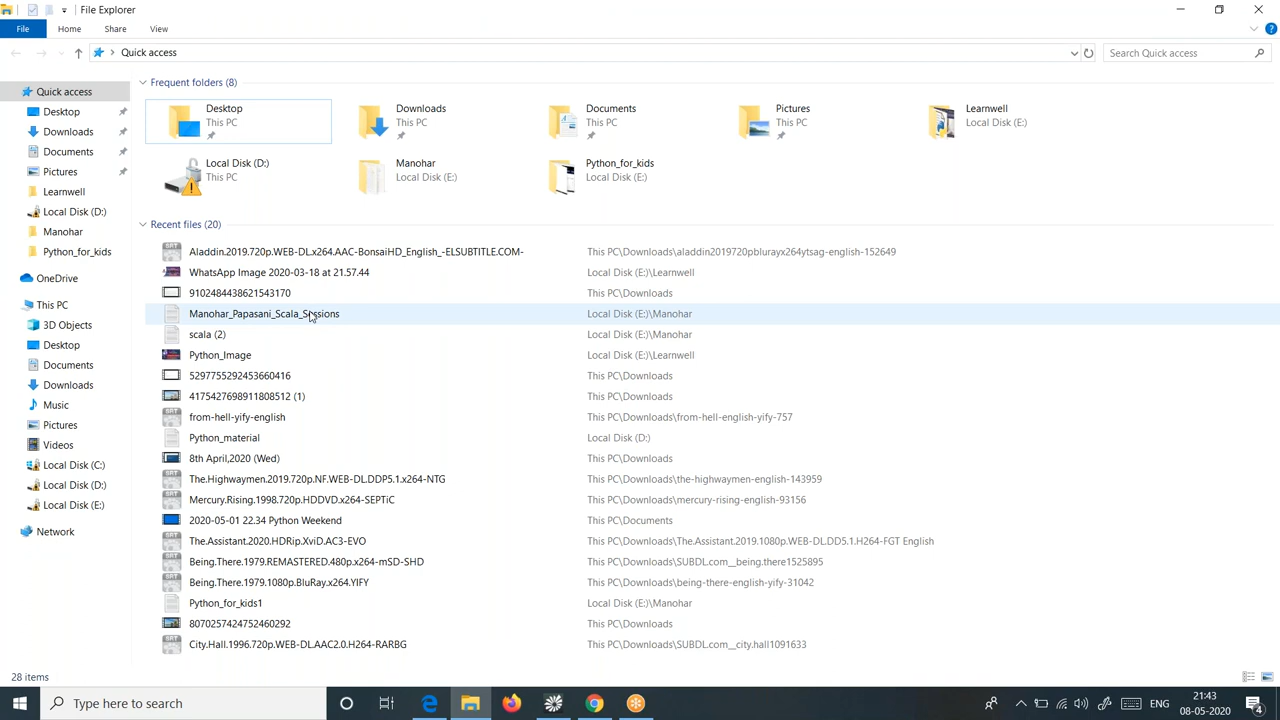 File Explorer
File Home Share View
Quick access Search Quick access
Quick access
Desktop
Downloads
Documents
Pictures
Learnwell
Local Disk (D:)
Manohar
Python_for_kids
OneDrive
This PC
3D Objects
Desktop
Documents
Downloads
Music
Pictures
Videos
Local Disk (C:)
Local Disk (D:)
Local Disk (E:)
Network
Frequent folders (8)
Desktop
This PC
Downloads
This PC
Documents
This PC
Pictures
This PC
Learnwell
Local Disk (E:)
Local Disk (D:)
This PC
Manohar
Local Disk (E:)
Python_for_kids
Local Disk (E:)
Recent files (20)
Aladdin.2019.720p.WEB-DL.x264.AAC-BonsaiHD_English_-ELSUBTITLE.COM- This PC\Downloads\aladdin2019720pblurayx264ytsag-english-152649
WhatsApp Image 2020-03-18 at 21.57.44 Local Disk (E:)\Learnwell
9102484438621543170 This PC\Downloads
Manohar_Papasani_Scala_Sessions Local Disk (E:)\Manohar
scala (2) Local Disk (E:)\Manohar
Python_Image Local Disk (E:)\Learnwell
5297755292453660416 This PC\Downloads
4175427698911808512 (1) This PC\Downloads
from-hell-yify-english This PC\Downloads\from-hell-english-yify-757
Python_material Local Disk (D:)
8th April,2020 (Wed) This PC\Downloads
The.Highwaymen.2019.720p.NF.WEB-DL.DDP5.1.x264-NTG This PC\Downloads\the-highwaymen-english-143959
Mercury.Rising.1998.720p.HDDVD.x264-SEPTiC This PC\Downloads\mercury-rising-english-93156
2020-05-01 22.34 Python Weekend This PC\Documents
The.Assistant.2020.HDRip.XviD.AC3-EVO This PC\Downloads\The.Assistant.2019.1080p.WEB-DL.DD5.1.H264-FGT English
Being.There.1979.REMASTERED.480p.x264-mSD-SHD This PC\Downloads\SUBDL.com__being.there1525895
Being.There.1979.1080p.BluRay.x264.YIFY This PC\Downloads\being-there-english-yify-31042
Python_for_kids1 Local Disk (E:)\Manohar
8070257424752460292 This PC\Downloads
City.Hall.1996.720p.WEB-DL.AAC2.0.H264-RARBG This PC\Downloads\SUBDL.com__city.hall1091633
28 items
Type here to search
ENG
21:43
08-05-2020
4